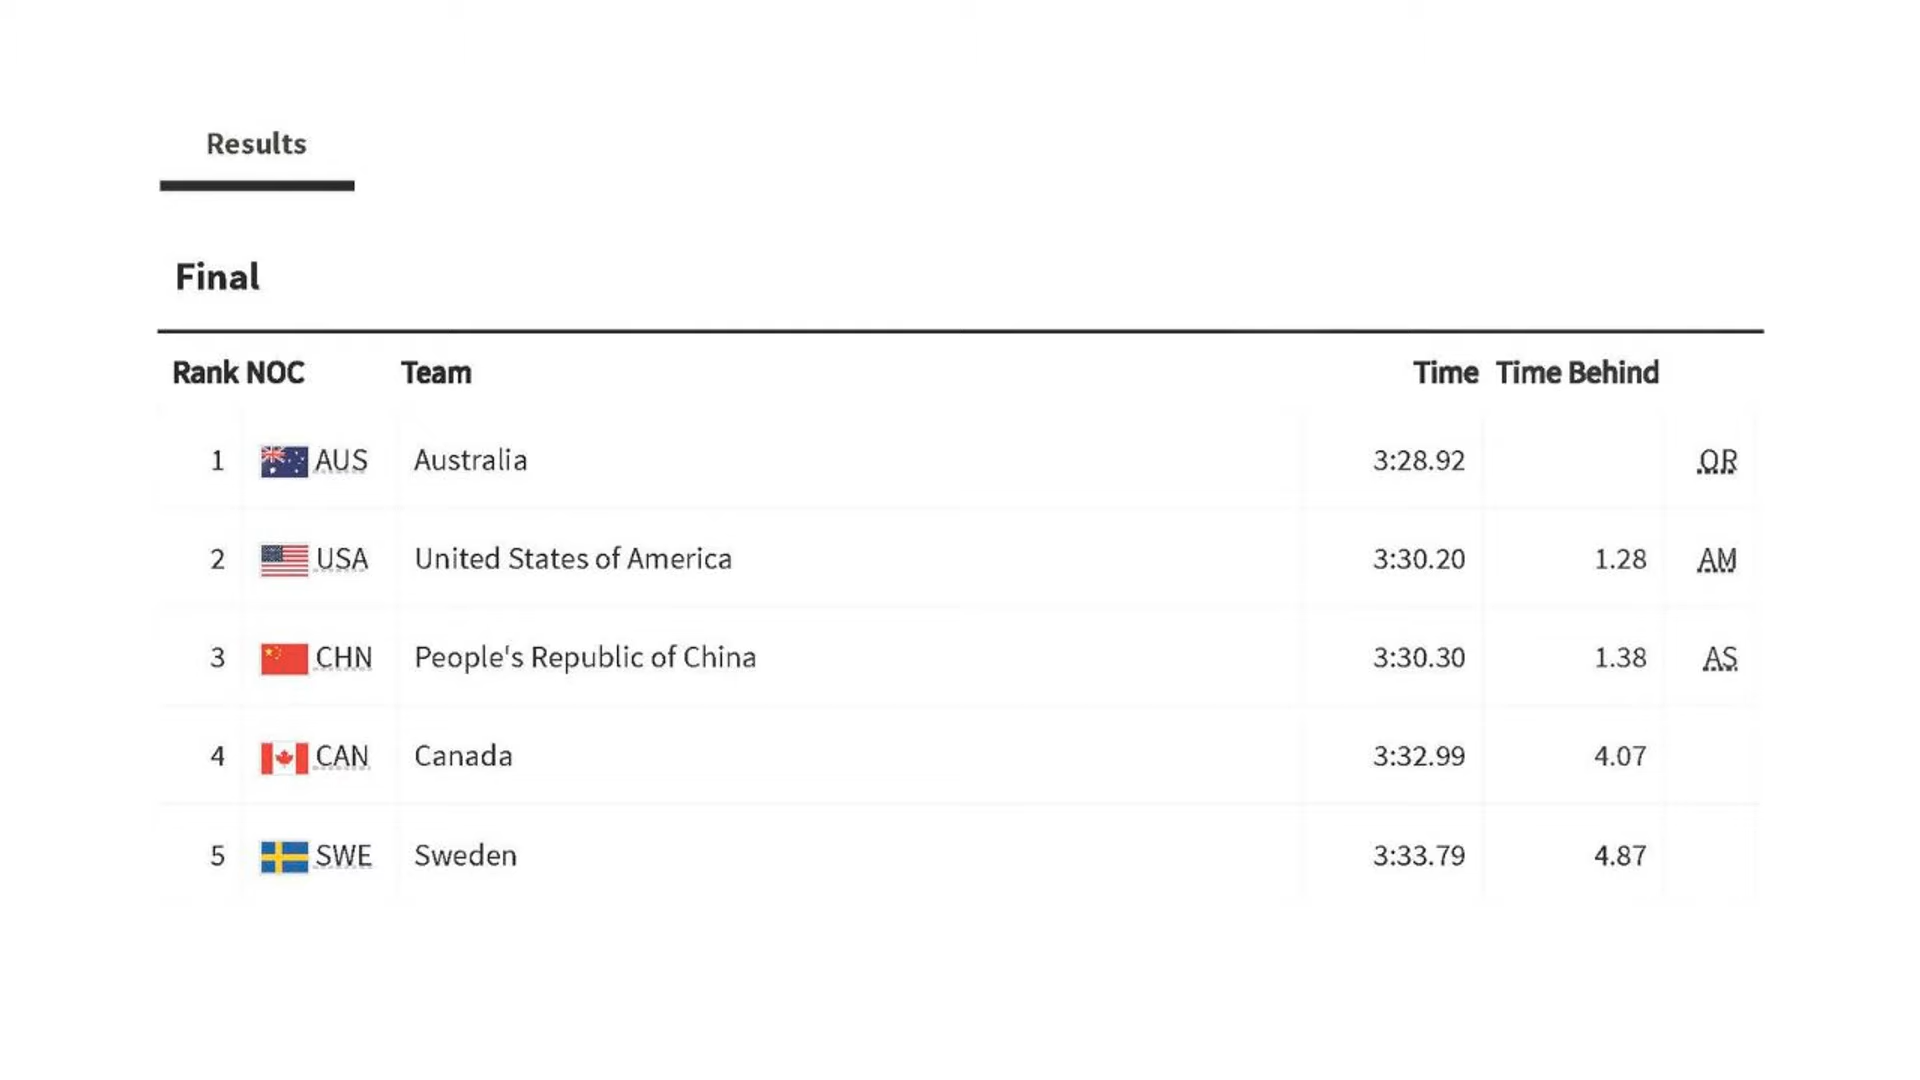 Results
Final
Rank NOC Team Time Time Behind
1 AUS Australia 3:28.92 OR
2 USA United States of America 3:30.20 1.28 AM
3 CHN People's Republic of China 3:30.30 1.38 AS
4 CAN Canada 3:32.99 4.07
5 SWE Sweden 3:33.79 4.87